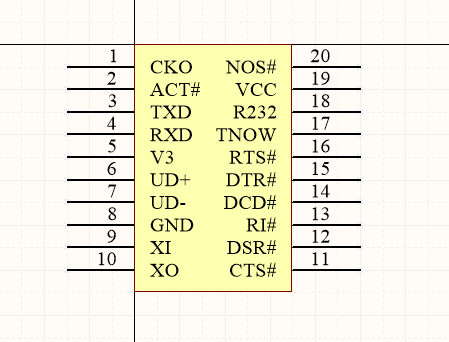 1 CKO NOS# 20
2 ACT# VCC 19
3 TXD R232 18
4 RXD TNOW 17
5 V3 RTS# 16
6 UD+ DTR# 15
7 UD- DCD# 14
8 GND RI# 13
9 XI DSR# 12
10 XO CTS# 11